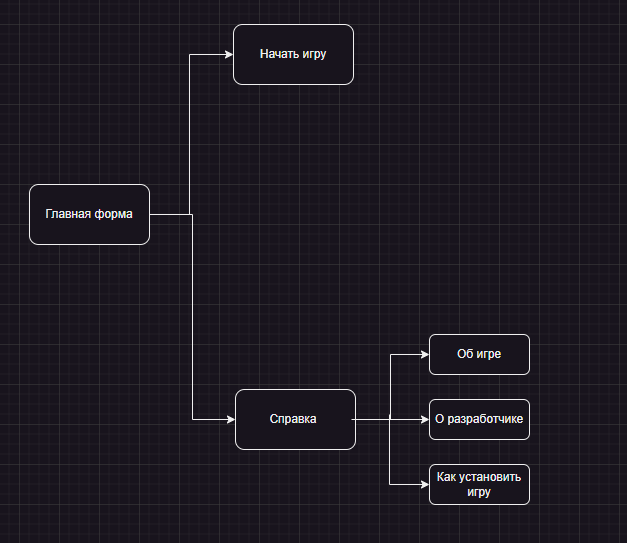 Начать игру
Главная форма
Об игре
Справка
О разработчике
Как установить
игру